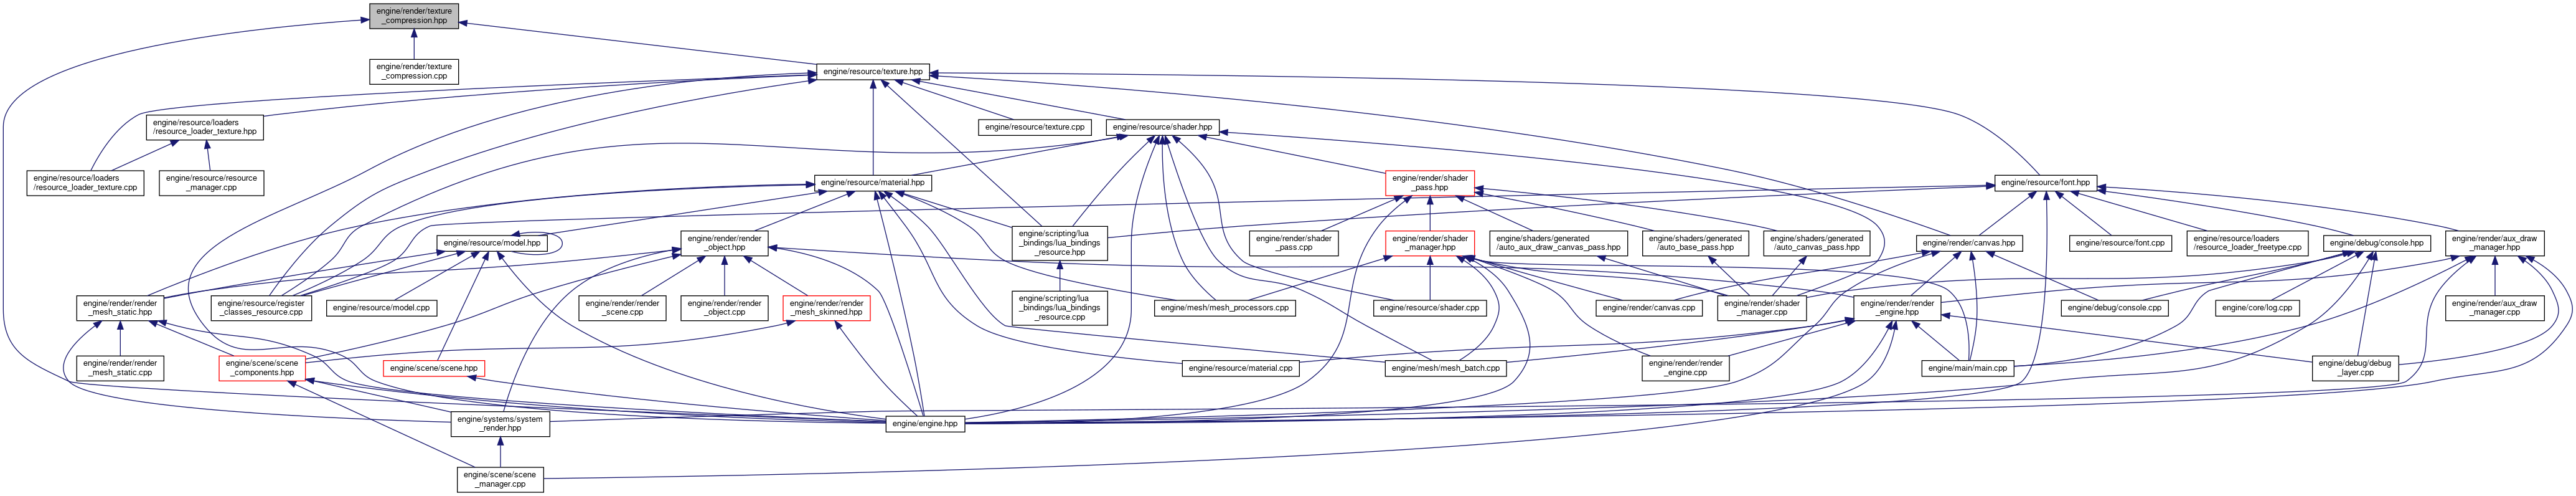 engine/render/texture
_compression.hpp
engine/render/texture
_compression.cpp
engine/resource/texture.hpp
engine/resource/loaders
/resource_loader_texture.hpp
engine/resource/texture.cpp
engine/resource/shader.hpp
engine/resource/loaders
/resource_loader_texture.cpp
engine/resource/resource
_manager.cpp
engine/resource/material.hpp
engine/render/shader
_pass.hpp
engine/resource/font.hpp
engine/resource/model.hpp
engine/render/render
_object.hpp
engine/scripting/lua
_bindings/lua_bindings
_resource.hpp
engine/render/shader
_pass.cpp
engine/render/shader
_manager.hpp
engine/shaders/generated
/auto_aux_draw_canvas_pass.hpp
engine/shaders/generated
/auto_base_pass.hpp
engine/shaders/generated
/auto_canvas_pass.hpp
engine/render/canvas.hpp
engine/resource/font.cpp
engine/resource/loaders
/resource_loader_freetype.cpp
engine/debug/console.hpp
engine/render/aux_draw
_manager.hpp
engine/render/render
_mesh_static.hpp
engine/resource/register
_classes_resource.cpp
engine/resource/model.cpp
engine/render/render
_scene.cpp
engine/render/render
_object.cpp
engine/render/render
_mesh_skinned.hpp
engine/scripting/lua
_bindings/lua_bindings
_resource.cpp
engine/mesh/mesh_processors.cpp
engine/resource/shader.cpp
engine/render/canvas.cpp
engine/render/shader
_manager.cpp
engine/render/render
_engine.hpp
engine/debug/console.cpp
engine/core/log.cpp
engine/render/aux_draw
_manager.cpp
engine/render/render
_mesh_static.cpp
engine/scene/scene
_components.hpp
engine/scene/scene.hpp
engine/resource/material.cpp
engine/mesh/mesh_batch.cpp
engine/render/render
_engine.cpp
engine/main/main.cpp
engine/debug/debug
_layer.cpp
engine/systems/system
_render.hpp
engine/engine.hpp
engine/scene/scene
_manager.cpp